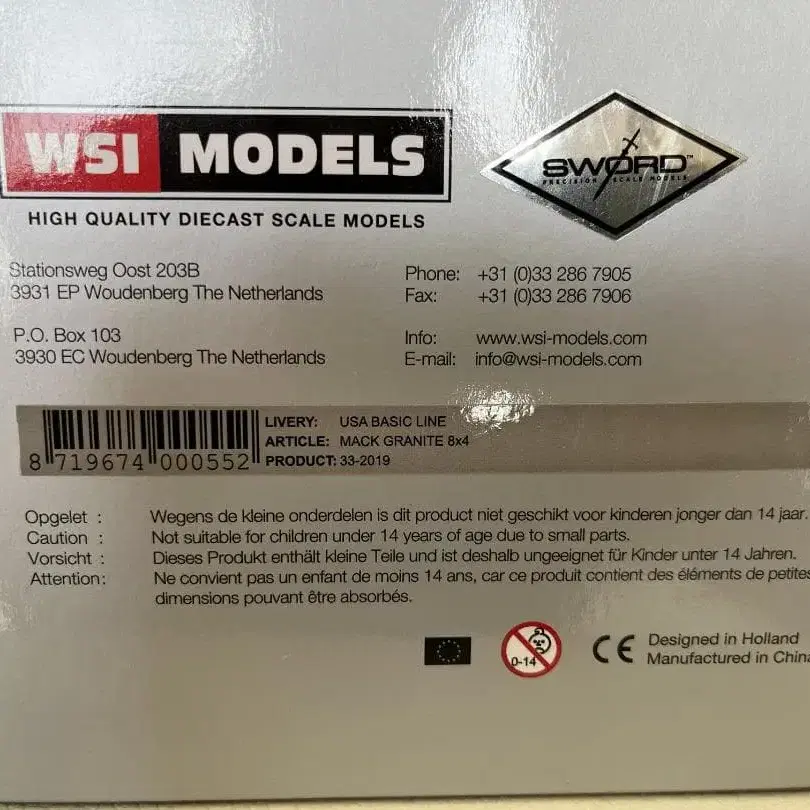 WSI MODELS
HIGH QUALITY DIECAST SCALE MODELS
SWORD™
PRECISION SCALE MODELS
Stationsweg Oost 203B
3931 EP Woudenberg The Netherlands
P.O. Box 103
3930 EC Woudenberg The Netherlands
Phone: +31 (0)33 286 7905
Fax: +31 (0)33 286 7906
Info: www.wsi-models.com
E-mail: info@wsi-models.com
8 719674 000552
LIVERY: USA BASIC LINE
ARTICLE: MACK GRANITE 8x4
PRODUCT: 33-2019
Opgelet : Wegens de kleine onderdelen is dit product niet geschikt voor kinderen jonger dan 14 jaar.
Caution : Not suitable for children under 14 years of age due to small parts.
Vorsicht : Dieses Produkt enthält kleine Teile und ist deshalb ungeeignet für Kinder unter 14 Jahren.
Attention: Ne convient pas un enfant de moins 14 ans, car ce produit contient des éléments de petites
dimensions pouvant être absorbés.
0-14
CE
Designed in Holland
Manufactured in China